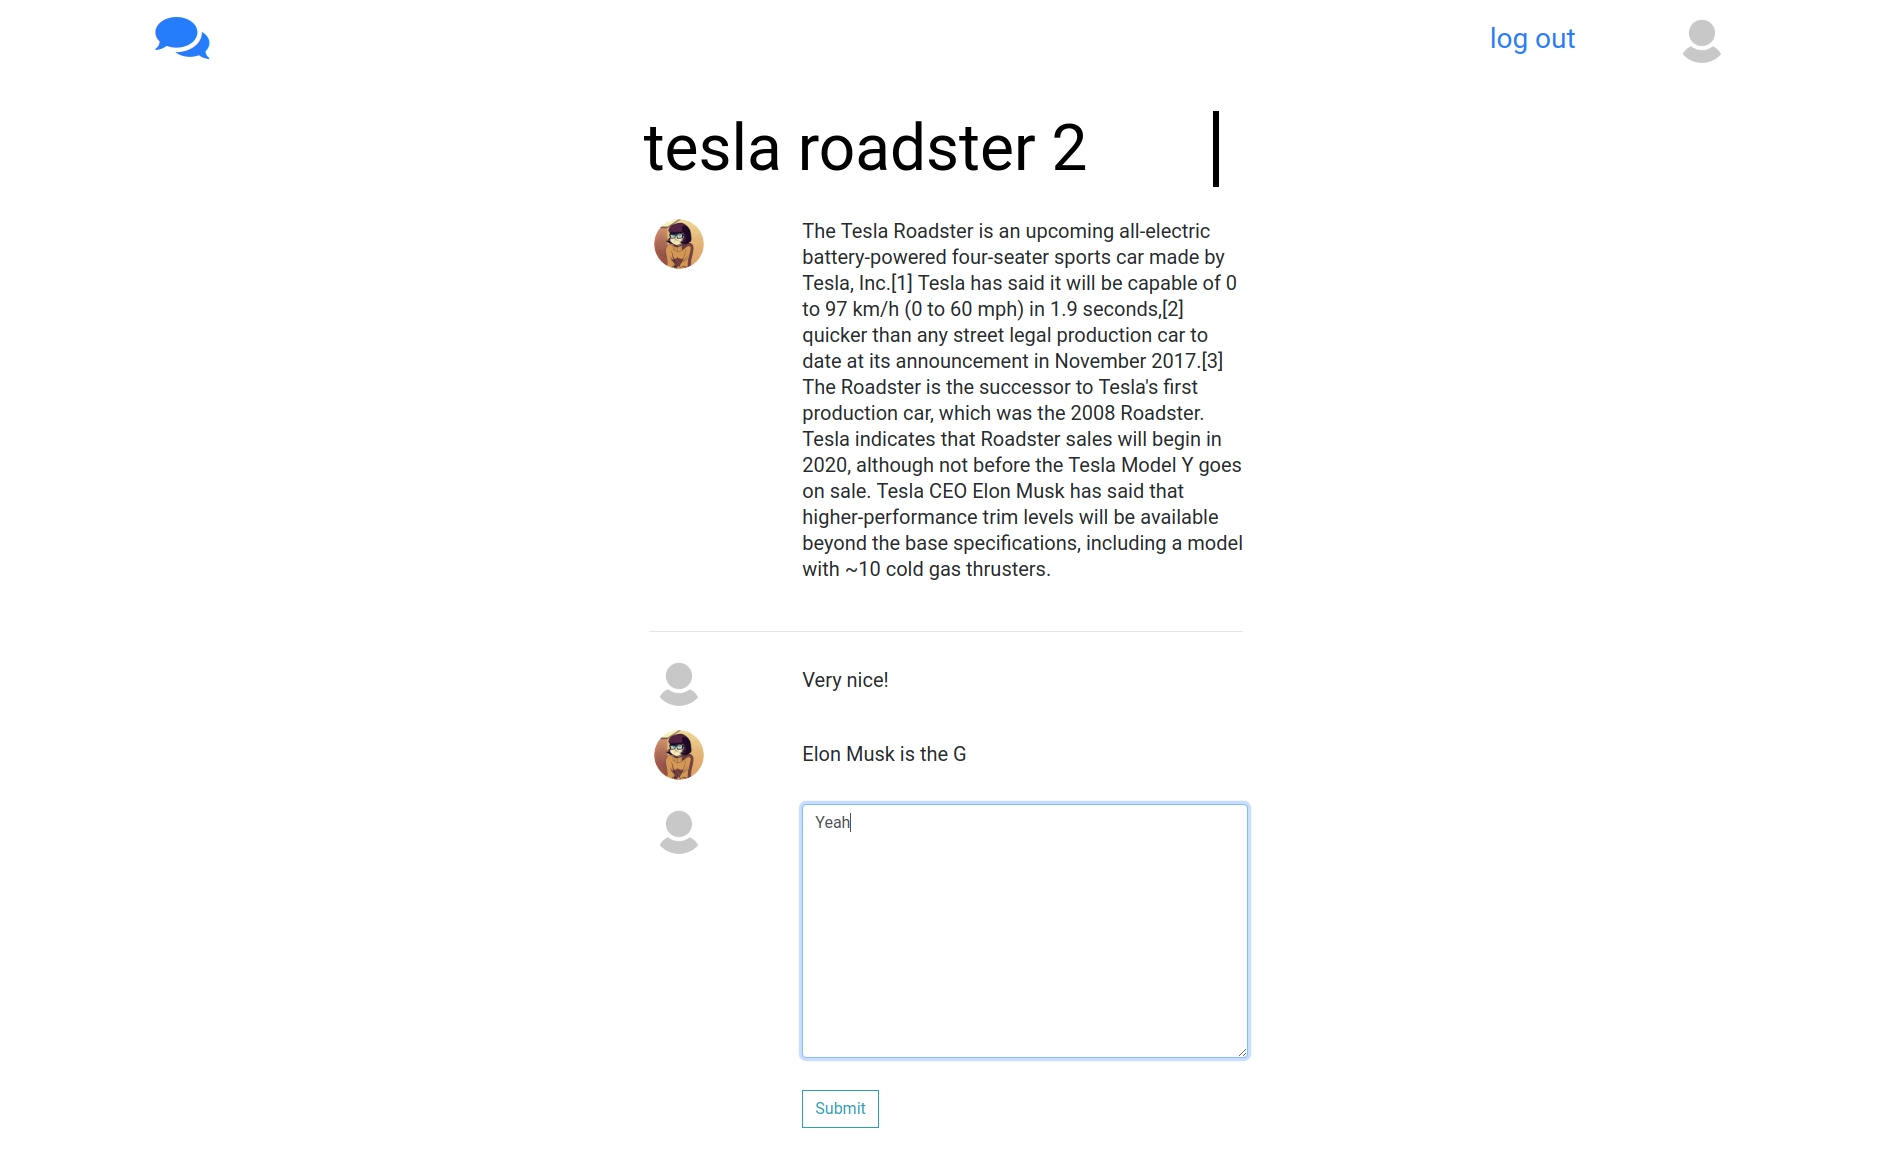 log out
tesla roadster 2
The Tesla Roadster is an upcoming all-electric
battery-powered four-seater sports car made by
Tesla, Inc.[1] Tesla has said it will be capable of 0
to 97 km/h (0 to 60 mph) in 1.9 seconds,[2]
quicker than any street legal production car to
date at its announcement in November 2017.[3]
The Roadster is the successor to Tesla's first
production car, which was the 2008 Roadster.
Tesla indicates that Roadster sales will begin in
2020, although not before the Tesla Model Y goes
on sale. Tesla CEO Elon Musk has said that
higher-performance trim levels will be available
beyond the base specifications, including a model
with ~10 cold gas thrusters.
Very nice!
Elon Musk is the G
Yeah
Submit